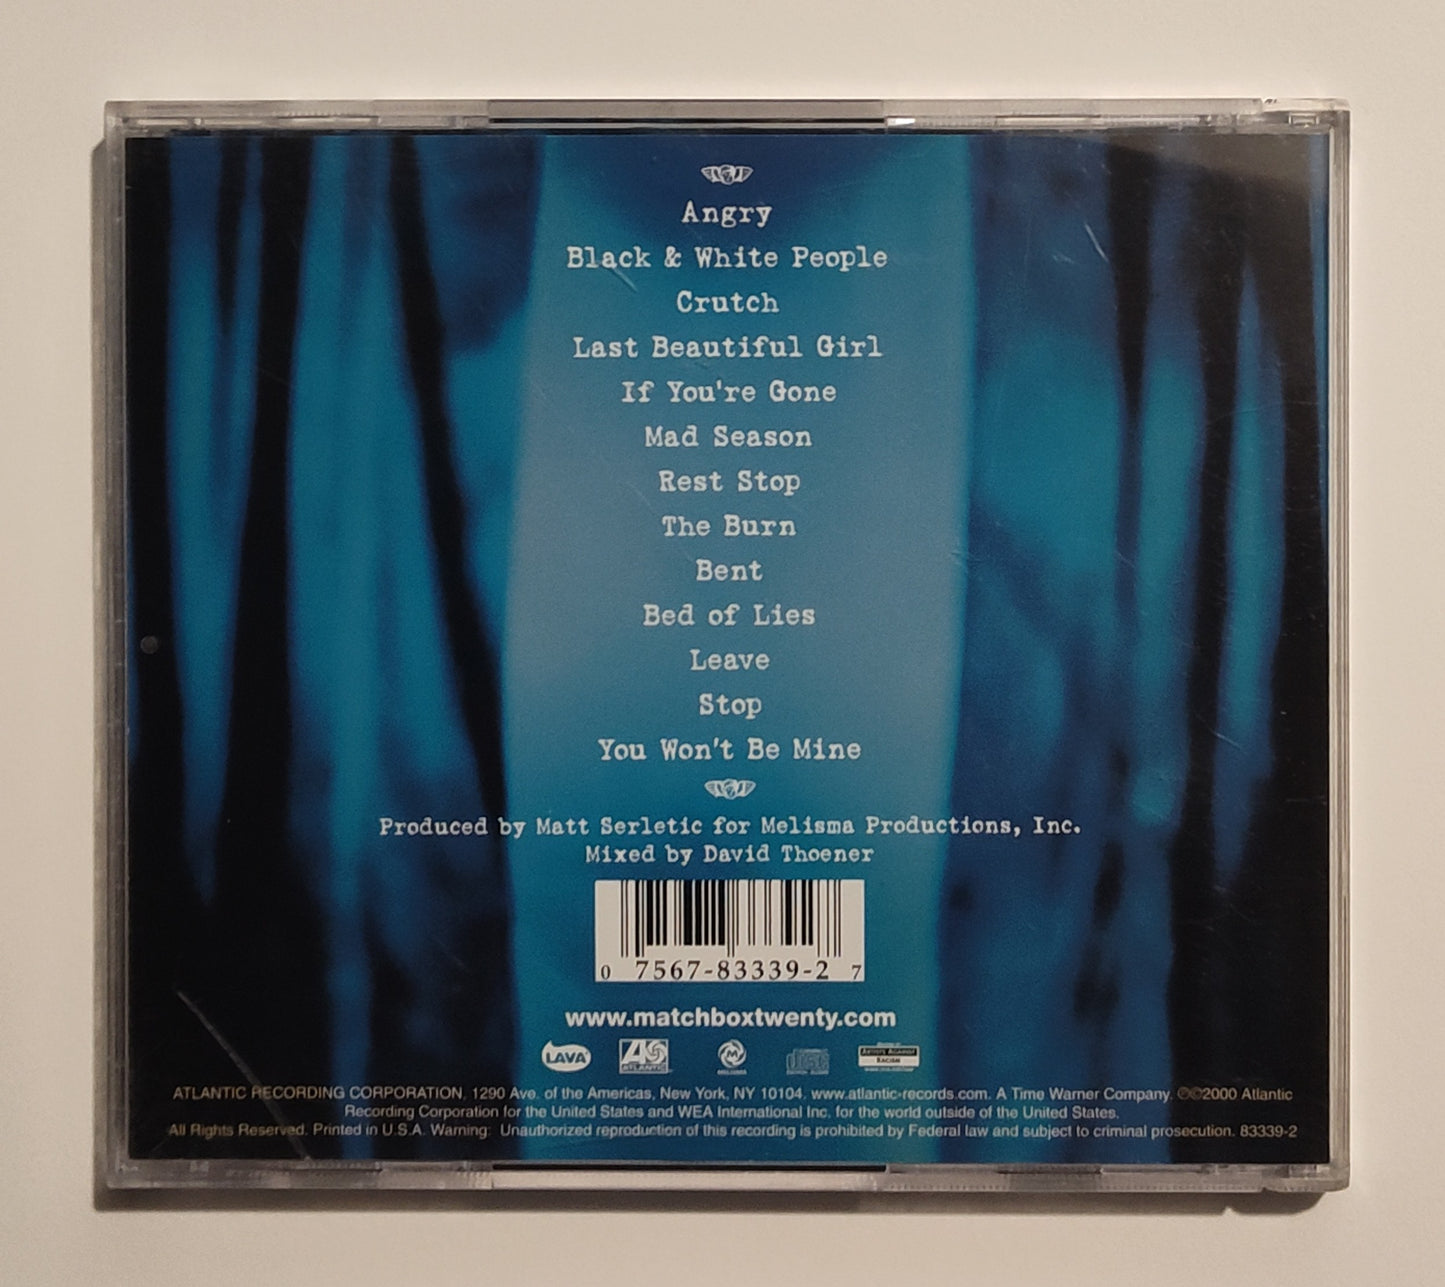 Angry
Black & White People
Crutch
Last Beautiful Girl
If You're Gone
Mad Season
Rest Stop
The Burn
Bent
Bed of Lies
Leave
Stop
You Won't Be Mine
Produced by Matt Serletic for Melisma Productions, Inc.
Mixed by David Thoener
0 7567-83339-2 7
www.matchboxtwenty.com
LAVA
ATLANTIC
ARTISTS AGAINST
RACISM
ATLANTIC RECORDING CORPORATION, 1290 Ave. of the Americas, New York, NY 10104. www.atlantic-records.com. A Time Warner Company. ℗©2000 Atlantic
Recording Corporation for the United States and WEA International Inc. for the world outside of the United States.
All Rights Reserved. Printed in U.S.A. Warning: Unauthorized reproduction of this recording is prohibited by Federal law and subject to criminal prosecution. 83339-2